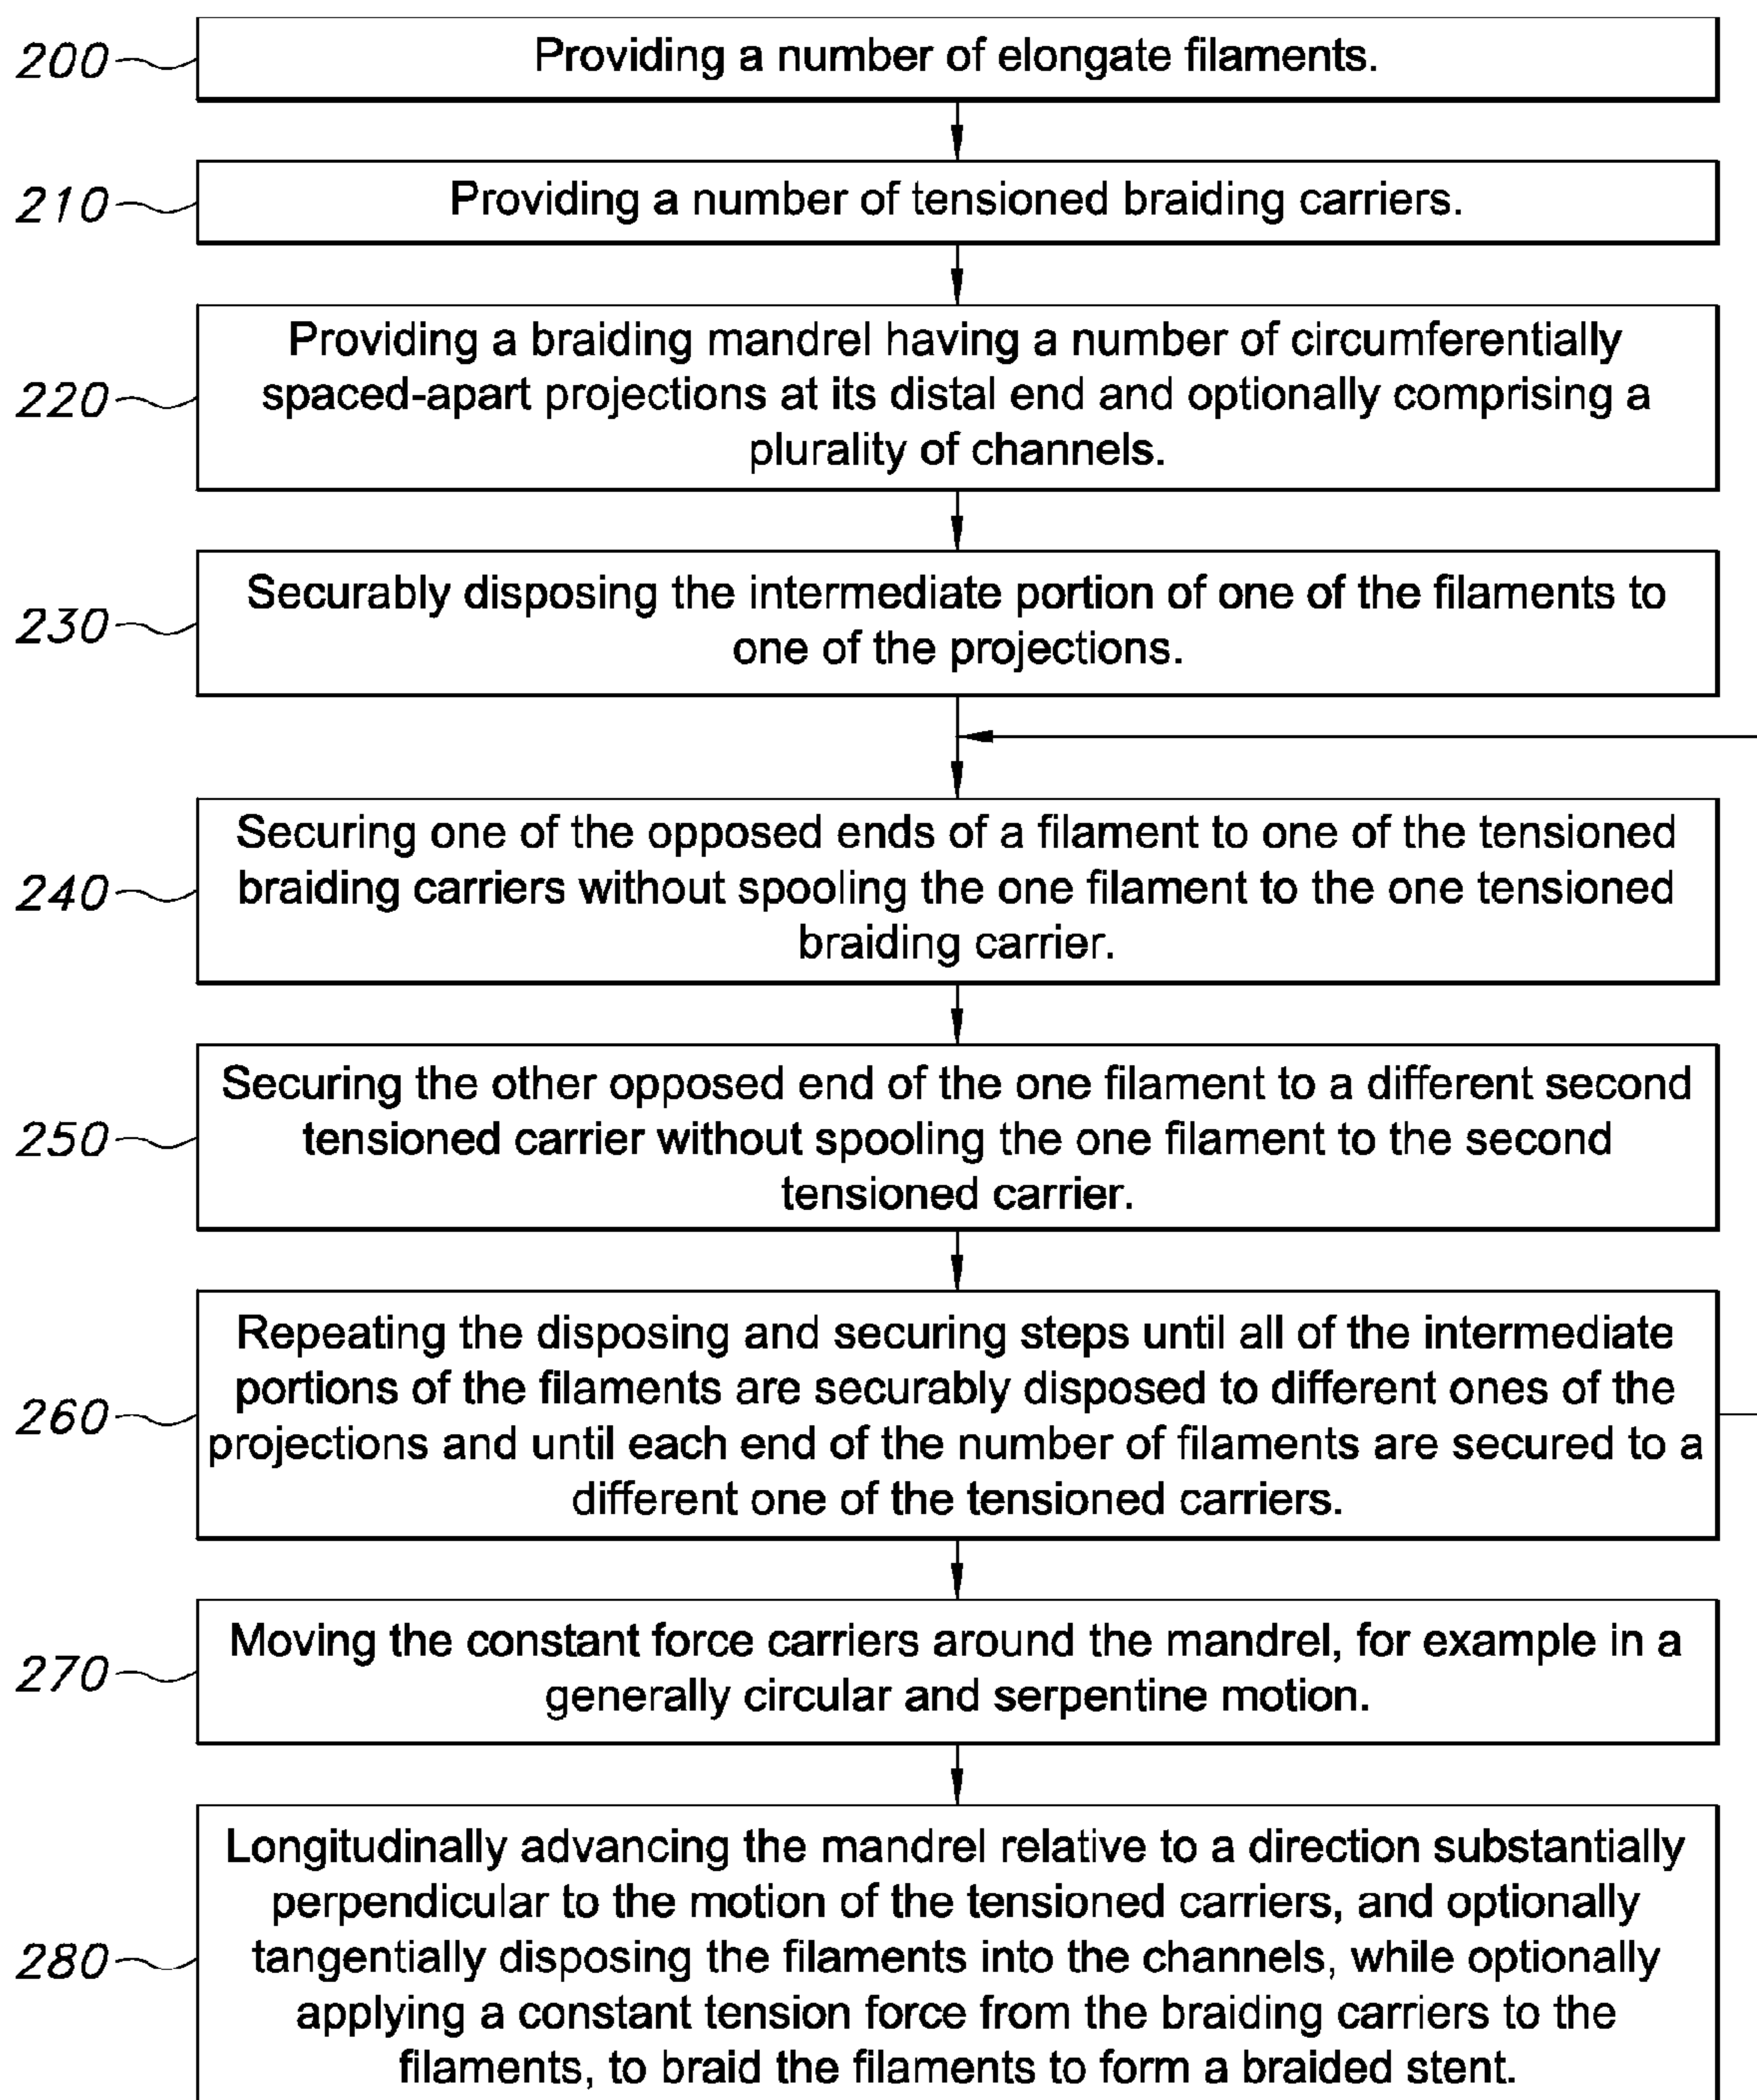 200
Providing a number of elongate filaments.
210
Providing a number of tensioned braiding carriers.
220
Providing a braiding mandrel having a number of circumferentially
spaced-apart projections at its distal end and optionally comprising a
plurality of channels.
230
Securably disposing the intermediate portion of one of the filaments to
one of the projections.
240
Securing one of the opposed ends of a filament to one of the tensioned
braiding carriers without spooling the one filament to the one tensioned
braiding carrier.
250
Securing the other opposed end of the one filament to a different second
tensioned carrier without spooling the one filament to the second
tensioned carrier.
260
Repeating the disposing and securing steps until all of the intermediate
portions of the filaments are securably disposed to different ones of the
projections and until each end of the number of filaments are secured to a
different one of the tensioned carriers.
270
Moving the constant force carriers around the mandrel, for example in a
generally circular and serpentine motion.
280
Longitudinally advancing the mandrel relative to a direction substantially
perpendicular to the motion of the tensioned carriers, and optionally
tangentially disposing the filaments into the channels, while optionally
applying a constant tension force from the braiding carriers to the
filaments, to braid the filaments to form a braided stent.